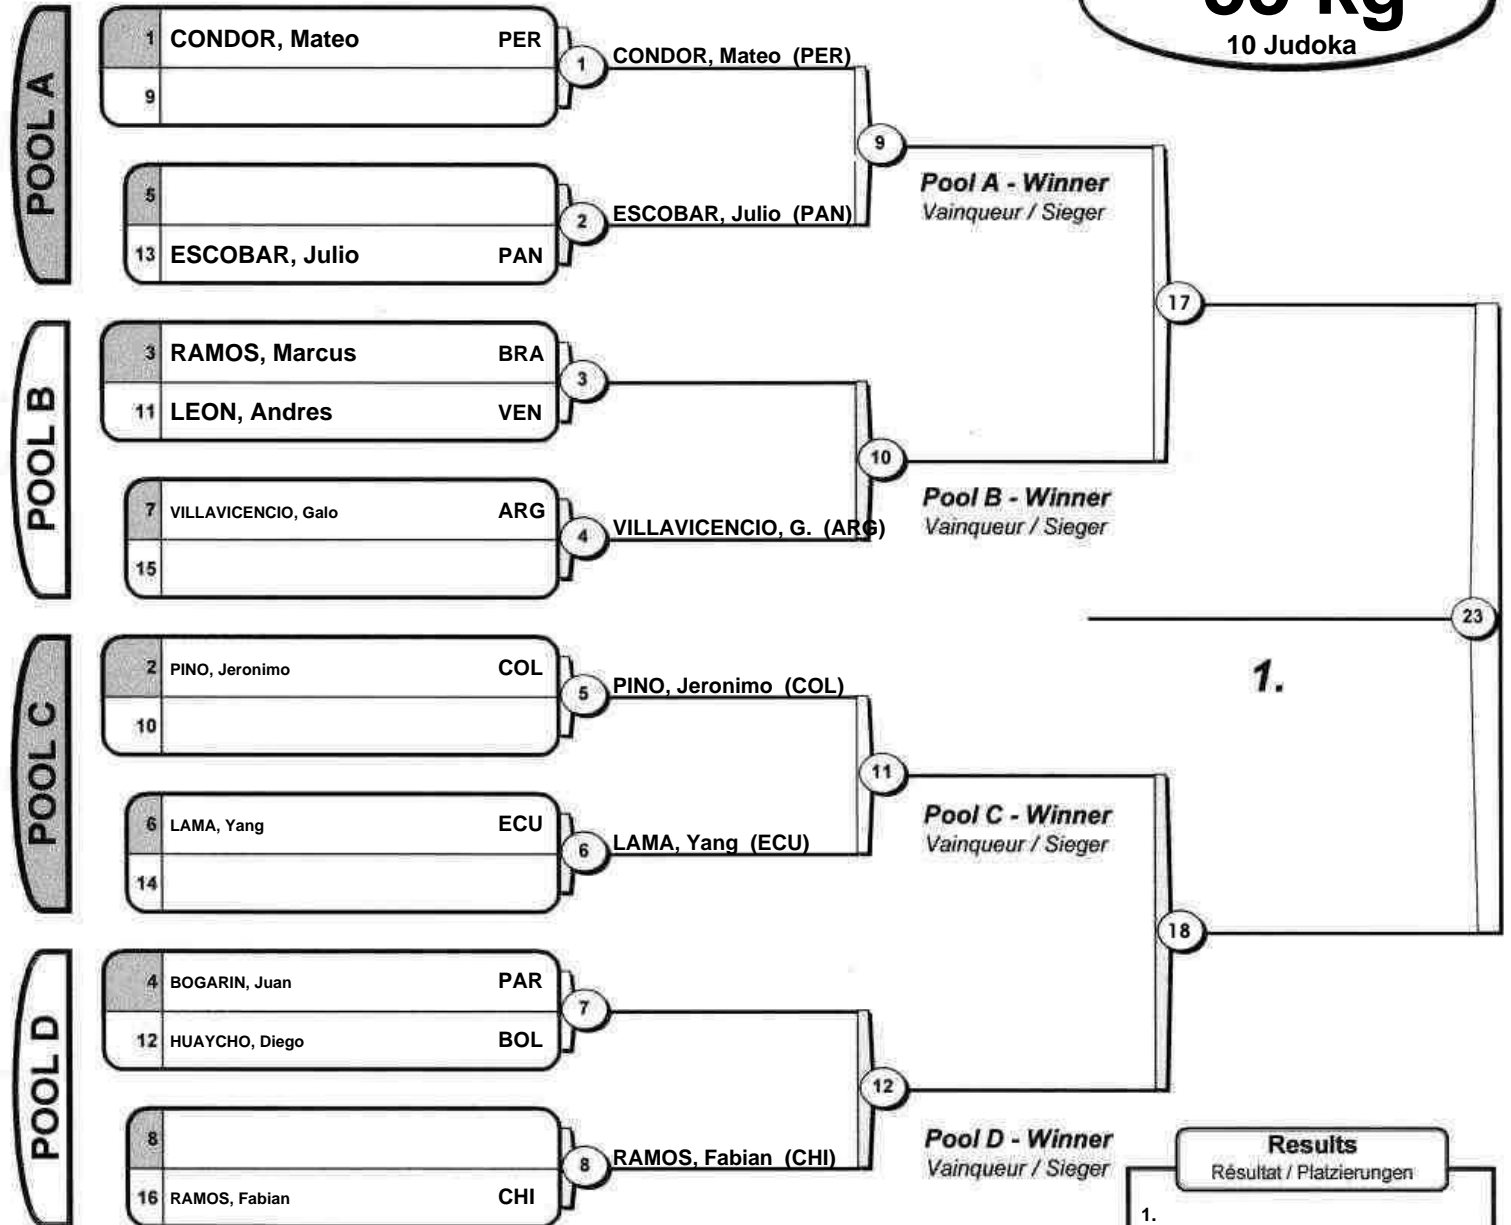 kg
10 Judoka
POOL A
1 CONDOR, Mateo PER
9
1
CONDOR, Mateo (PER)
5
13 ESCOBAR, Julio PAN
2
ESCOBAR, Julio (PAN)
9
Pool A - Winner
Vainqueur / Sieger
17
POOL B
3 RAMOS, Marcus BRA
11 LEON, Andres VEN
3
7 VILLAVICENCIO, Galo ARG
15
4
VILLAVICENCIO, G. (ARG)
10
Pool B - Winner
Vainqueur / Sieger
23
1.
POOL C
2 PINO, Jeronimo COL
10
5
PINO, Jeronimo (COL)
6 LAMA, Yang ECU
14
6
LAMA, Yang (ECU)
11
Pool C - Winner
Vainqueur / Sieger
18
POOL D
4 BOGARIN, Juan PAR
12 HUAYCHO, Diego BOL
7
8
16 RAMOS, Fabian CHI
8
RAMOS, Fabian (CHI)
12
Pool D - Winner
Vainqueur / Sieger
Results
Résultat / Platzierungen
1.